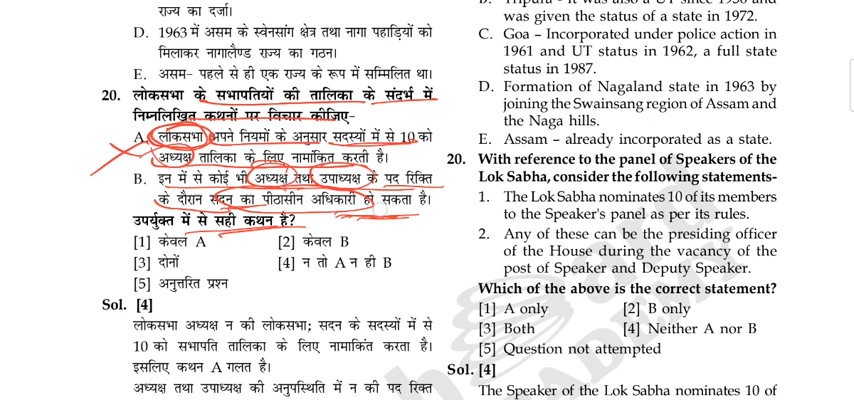 राज्य का दर्जा।
D. 1963 में असम के स्वेनसांग क्षेत्र तथा नागा पहाड़ियों को
मिलाकर नागालैण्ड राज्य का गठन।
E. असम- पहले से ही एक राज्य के रूप में सम्मिलित था।
20. लोकसभा के सभापतियों की तालिका के संदर्भ में
निम्नलिखित कथनों पर विचार कीजिए-
A. लोकसभा अपने नियमों के अनुसार सदस्यों में से 10 को
अध्यक्ष तालिका के लिए नामांकित करती है।
B. इन में से कोई भी अध्यक्ष तथा उपाध्यक्ष के पद रिक्ति
के दौरान सदन का पीठासीन अधिकारी हो सकता है।
उपर्युक्त में से सही कथन है?
[1] केवल A [2] केवल B
[3] दोनों [4] न तो A न ही B
[5] अनुत्तरित प्रश्न
Sol. [4]
लोकसभा अध्यक्ष न की लोकसभा; सदन के सदस्यों में से
10 को सभापति तालिका के लिए नामांकित करता है।
इसलिए कथन A गलत है।
अध्यक्ष तथा उपाध्यक्ष की अनुपस्थिति में न की पद रिक्त
was given the status of a state in 1972.
C. Goa – Incorporated under police action in
1961 and UT status in 1962, a full state
status in 1987.
D. Formation of Nagaland state in 1963 by
joining the Swainsang region of Assam and
the Naga hills.
E. Assam - already incorporated as a state.
20. With reference to the panel of Speakers of the
Lok Sabha, consider the following statements-
1. The Lok Sabha nominates 10 of its members
to the Speaker's panel as per its rules.
2. Any of these can be the presiding officer
of the House during the vacancy of the
post of Speaker and Deputy Speaker.
Which of the above is the correct statement?
[1] A only [2] B only
[3] Both [4] Neither A nor B
[5] Question not attempted
Sol. [4]
The Speaker of the Lok Sabha nominates 10 of